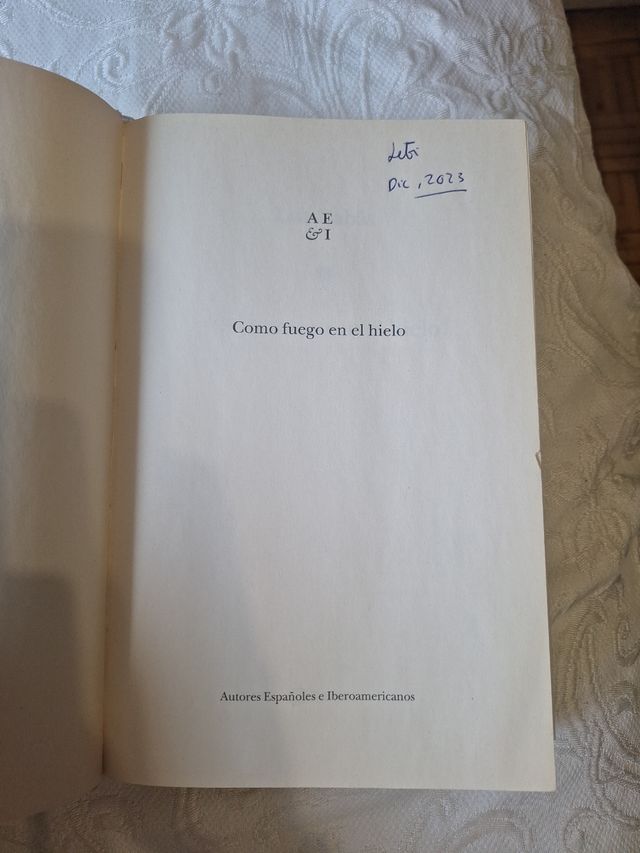 Leti
Dic, 2023
A E
& I
Como fuego en el hielo
Autores Españoles e Iberoamericanos